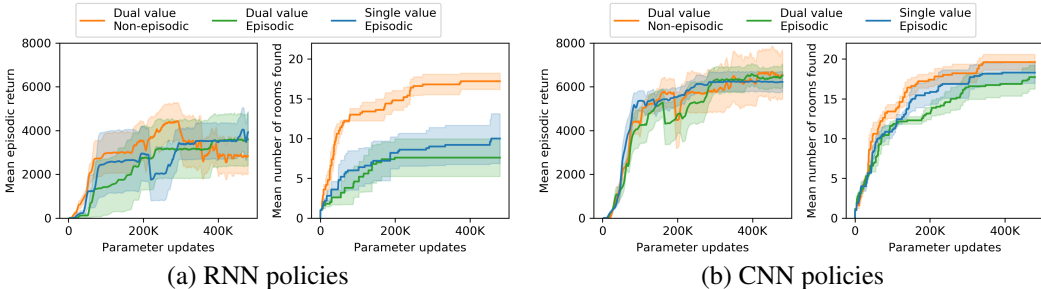 Dual value
Non-episodic
Dual value
Episodic
Single value
Episodic
Dual value
Non-episodic
Dual value
Episodic
Single value
Episodic
Mean episodic return
8000
6000
4000
2000
0
0
200K
400K
Parameter updates
Mean number of rooms found
20
15
10
5
0
0
200K
400K
Parameter updates
Mean episodic return
8000
6000
4000
2000
0
0
200K
400K
Parameter updates
Mean number of rooms found
20
15
10
5
0
0
200K
400K
Parameter updates
(a) RNN policies
(b) CNN policies